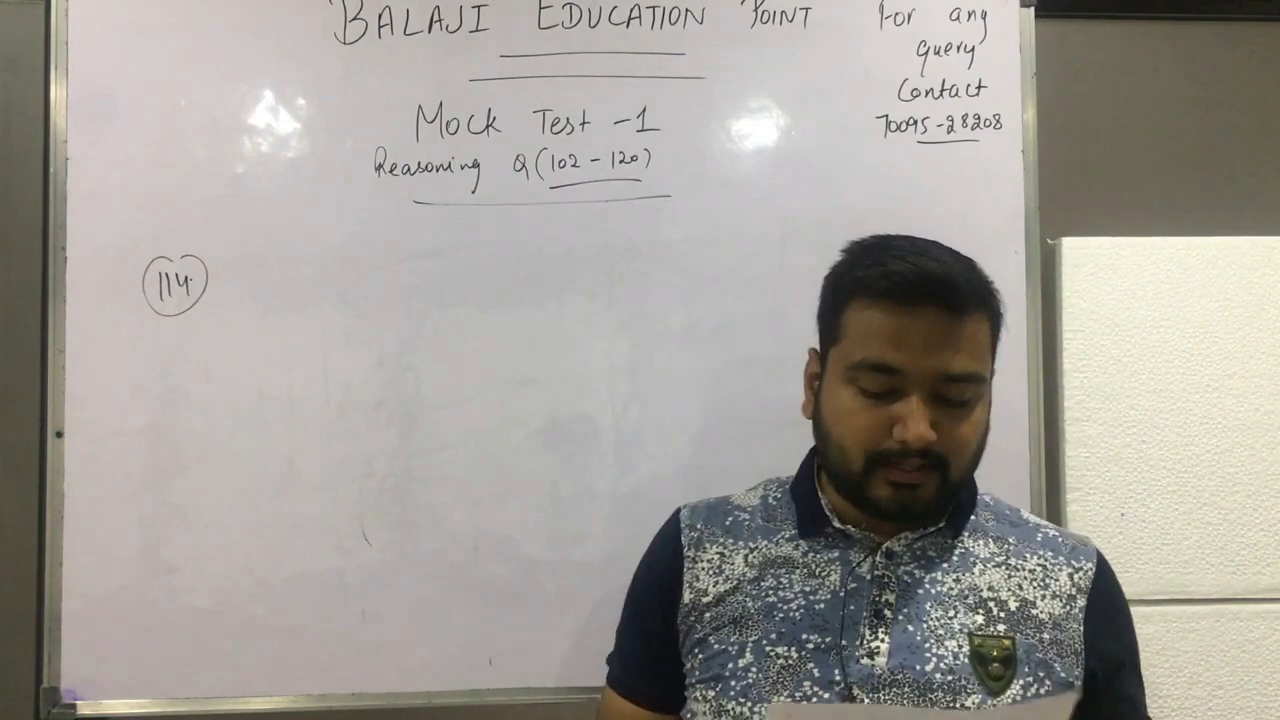 BALAJI EDUCATION POINT
For any
query
Contact
70095-28208
Mock Test -1
Reasoning Q(102-120)
114.